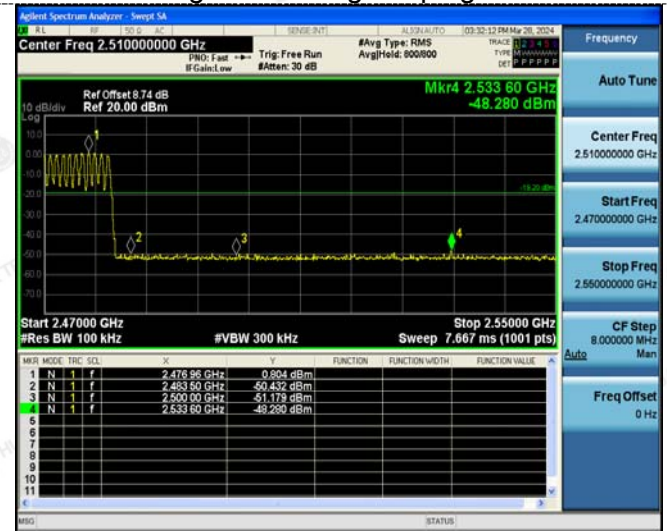 Agilent Spectrum Analyzer - Swept SA
RL RF 50 Ω AC SENSE:INT ALIGN AUTO 03:32:12 PM Mar 28, 2024
Center Freq 2.510000000 GHz
PNO: Fast
IFGain:Low
Trig: Free Run
#Atten: 30 dB
#Avg Type: RMS
Avg|Hold: 800/800
TRACE 1 2 3 4 5 6
TYPE
DET P P P P P P
Ref Offset 8.74 dB
10 dB/div Ref 20.00 dBm
Log
Mkr4 2.533 60 GHz
-48.280 dBm
10.0
0.00
-10.0
-20.0
-30.0
-40.0
-50.0
-60.0
-70.0
1
2
3
4
-19.20 dBm
Start 2.47000 GHz
Stop 2.55000 GHz
#Res BW 100 kHz #VBW 300 kHz Sweep 7.667 ms (1001 pts)
MKR MODE TRC SCL X Y FUNCTION FUNCTION WIDTH FUNCTION VALUE
1 N 1 f 2.476 96 GHz 0.804 dBm
2 N 1 f 2.483 50 GHz -50.432 dBm
3 N 1 f 2.500 00 GHz -51.179 dBm
4 N 1 f 2.533 60 GHz -48.280 dBm
5
6
7
8
9
10
11
MSG STATUS
Frequency
Auto Tune
Center Freq
2.510000000 GHz
Start Freq
2.470000000 GHz
Stop Freq
2.550000000 GHz
CF Step
8.000000 MHz
Auto Man
Freq Offset
0 Hz